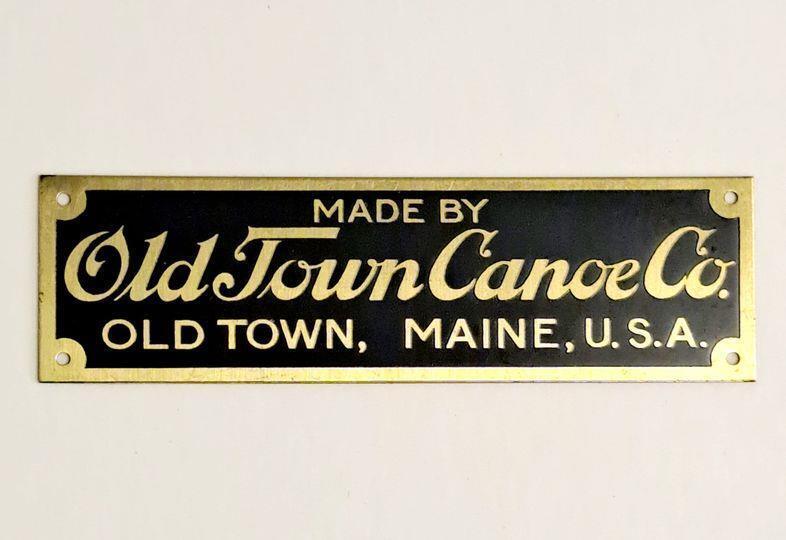 MADE BY
Old Town Canoe Co.
OLD TOWN, MAINE, U.S.A.